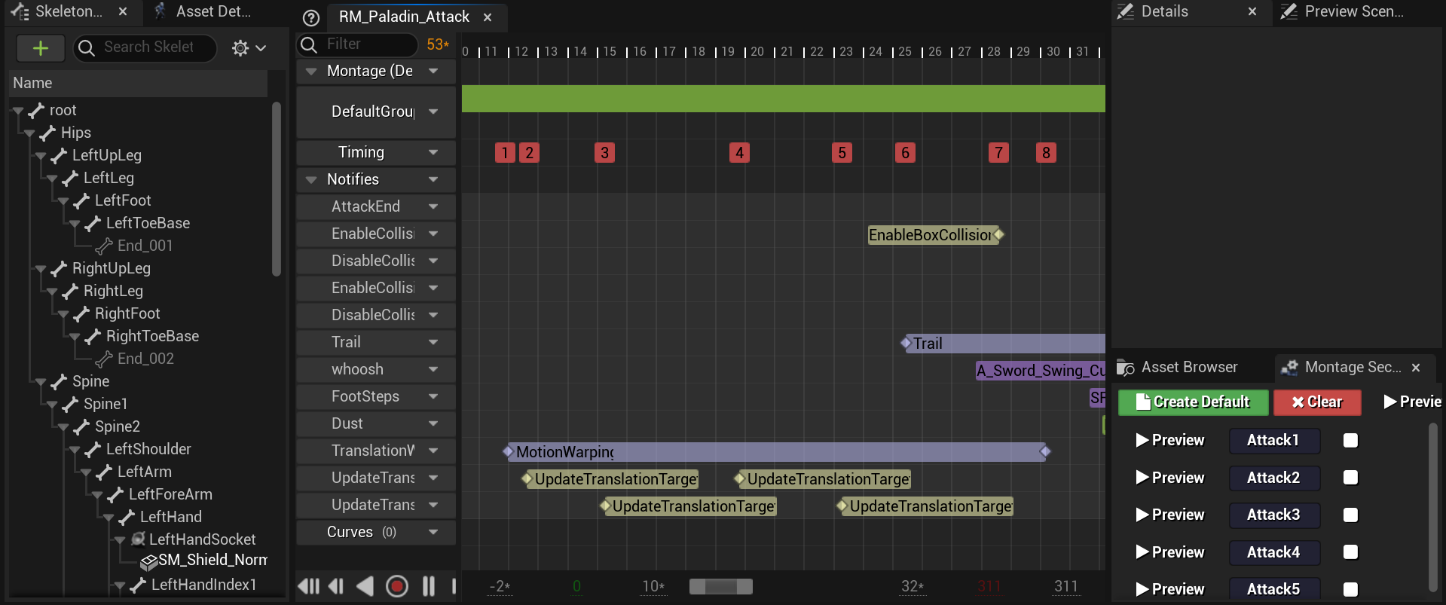 Skeleton...
Asset Det...
Search Skelet
Name
root
Hips
LeftUpLeg
LeftLeg
LeftFoot
LeftToeBase
End_001
RightUpLeg
RightLeg
RightFoot
RightToeBase
End_002
Spine
Spine1
Spine2
LeftShoulder
LeftArm
LeftForeArm
LeftHand
LeftHandSocket
SM_Shield_Norm
LeftHandIndex1
RM_Paladin_Attack
Filter
53*
0 11 12 13 14 15 16 17 18 19 20 21 22 23 24 25 26 27 28 29 30 31
Montage (De
DefaultGrou
Timing
1 2 3 4 5 6 7 8
Notifies
AttackEnd
EnableCollisi
EnableBoxCollision
DisableCollis
EnableCollisi
DisableCollis
Trail
Trail
whoosh
A_Sword_Swing_Cu
FootSteps
SF
Dust
TranslationW
MotionWarping
UpdateTrans
UpdateTranslationTarget
UpdateTranslationTarget
UpdateTrans
UpdateTranslationTarget
UpdateTranslationTarget
Curves (0)
-2*
0
10*
32*
311
311
Details
Preview Scen...
Asset Browser
Montage Sec...
Create Default
Clear
Previe
Preview Attack1
Preview Attack2
Preview Attack3
Preview Attack4
Preview Attack5